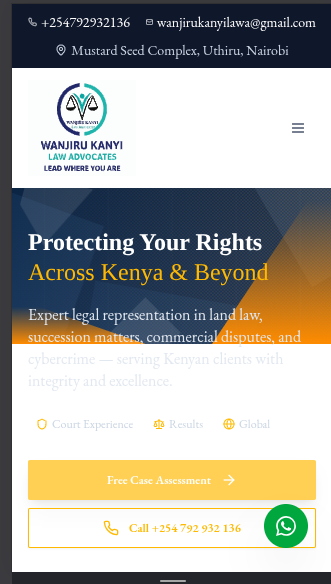 +254792932136
wanjirukanyilawa@gmail.com
Mustard Seed Complex, Uthiru, Nairobi
WANJIRU KANYI
WANJIRU KANYI
LAW ADVOCATES
LEAD WHERE YOU ARE
Protecting Your Rights
Across Kenya & Beyond
Expert legal representation in land law,
succession matters, commercial disputes, and
cybercrime — serving Kenyan clients with
integrity and excellence.
Court Experience
Results
Global
Free Case Assessment
Call +254 792 932 136